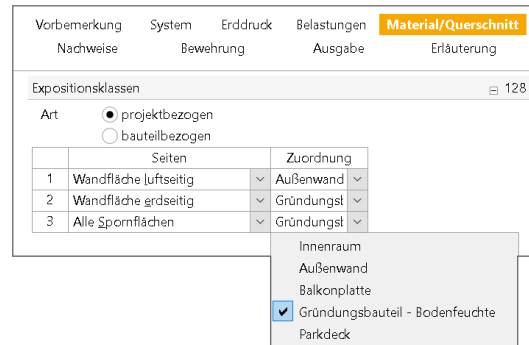 Vorbemerkung System Erddruck Belastungen Material/Querschnitt
Nachweise Bewehrung Ausgabe Erläuterung
Expositionsklassen 128
Art projektbezogen
bauteilbezogen
Seiten Zuordnung
1 Wandfläche luftseitig Außenwand
2 Wandfläche erdseitig Gründungst
3 Alle Spornflächen Gründungst
Innenraum
Außenwand
Balkonplatte
Gründungsbauteil - Bodenfeuchte
Parkdeck